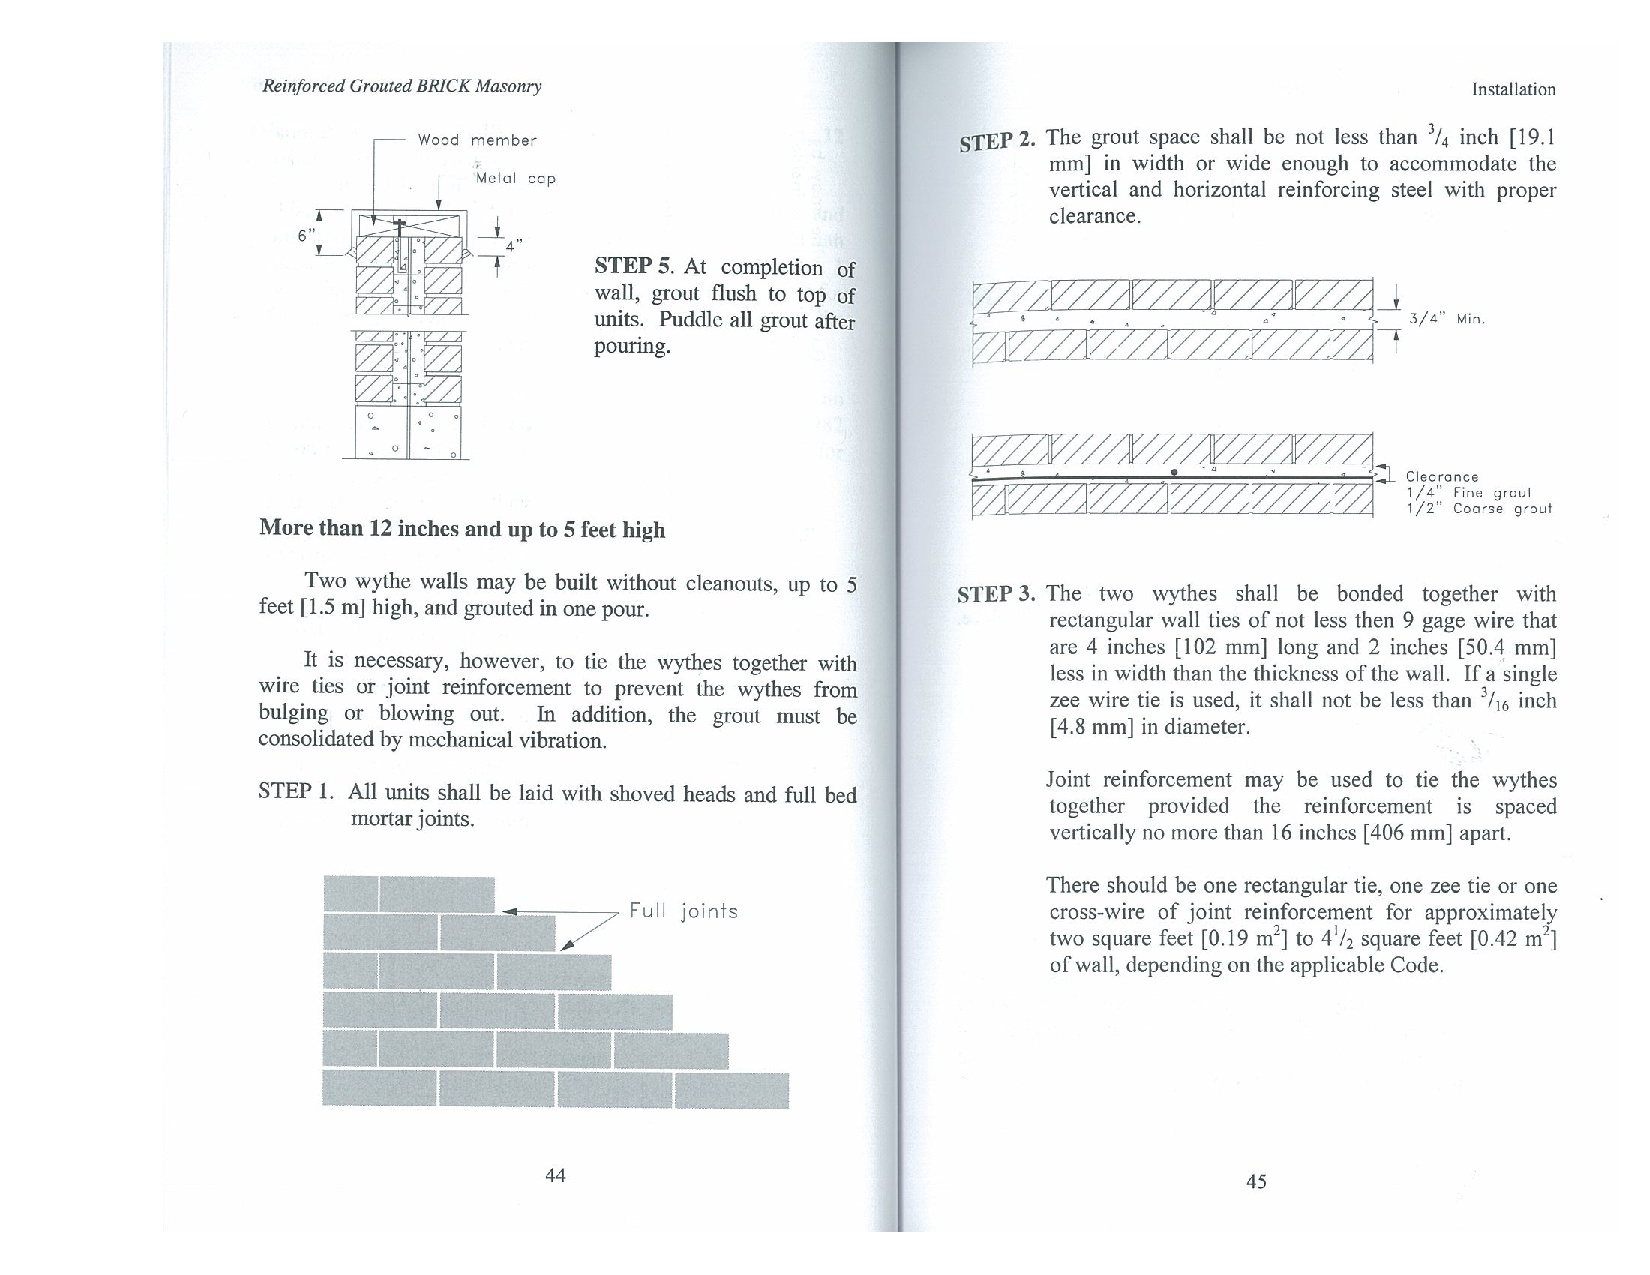 Reinforced Grouted BRICK Masonry
Wood member
Metal cap
6"
4"
STEP 5. At completion of
wall, grout flush to top of
units. Puddle all grout after
pouring.
More than 12 inches and up to 5 feet high
Two wythe walls may be built without cleanouts, up to 5
feet [1.5 m] high, and grouted in one pour.
It is necessary, however, to tie the wythes together with
wire ties or joint reinforcement to prevent the wythes from
bulging or blowing out. In addition, the grout must be
consolidated by mechanical vibration.
STEP 1. All units shall be laid with shoved heads and full bed
mortar joints.
Full joints
44
Installation
STEP 2. The grout space shall be not less than 3/4 inch [19.1
mm] in width or wide enough to accommodate the
vertical and horizontal reinforcing steel with proper
clearance.
3/4" Min.
Clearance
1/4" Fine grout
1/2" Coarse grout
STEP 3. The two wythes shall be bonded together with
rectangular wall ties of not less then 9 gage wire that
are 4 inches [102 mm] long and 2 inches [50.4 mm]
less in width than the thickness of the wall. If a single
zee wire tie is used, it shall not be less than 3/16 inch
[4.8 mm] in diameter.
Joint reinforcement may be used to tie the wythes
together provided the reinforcement is spaced
vertically no more than 16 inches [406 mm] apart.
There should be one rectangular tie, one zee tie or one
cross-wire of joint reinforcement for approximately
two square feet [0.19 m²] to 4 1/2 square feet [0.42 m²]
of wall, depending on the applicable Code.
45